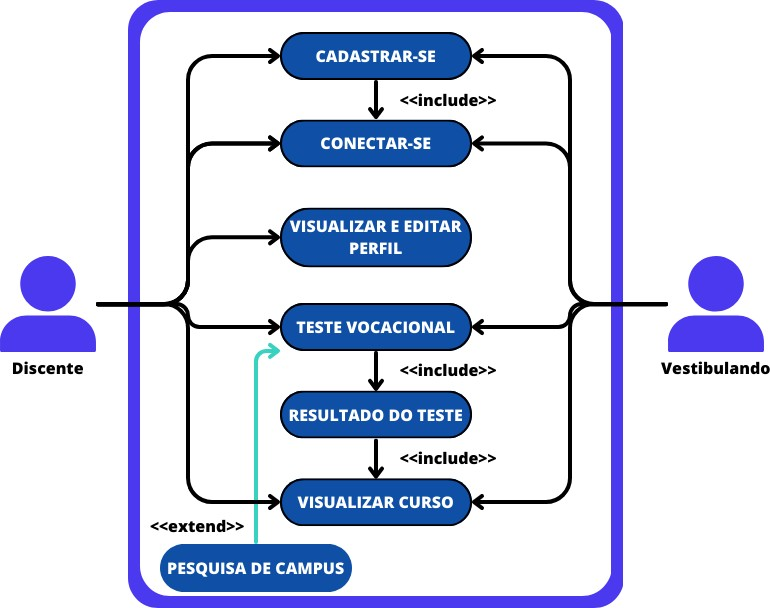 CADASTRAR-SE
<<include>>
CONECTAR-SE
VISUALIZAR E EDITAR
PERFIL
Discente
Vestibulando
TESTE VOCACIONAL
<<include>>
RESULTADO DO TESTE
<<include>>
VISUALIZAR CURSO
<<extend>>
PESQUISA DE CAMPUS